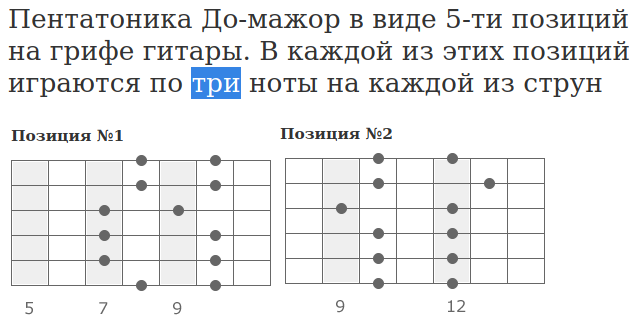 Пентатоника До-мажор в виде 5-ти позиций
на грифе гитары. В каждой из этих позиций
играются по три ноты на каждой из струн
Позиция №1
Позиция №2
5 7 9
9 12